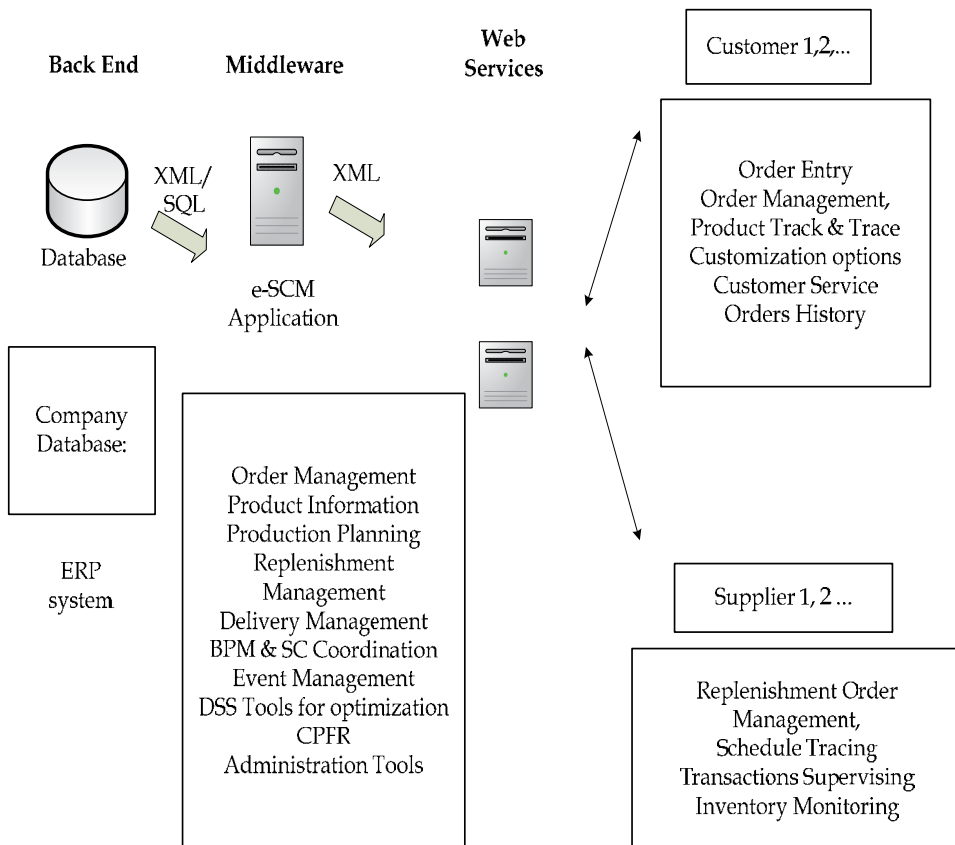 Back End
Middleware
Web
Services
Customer 1,2,...
XML/
SQL
XML
Database
e-SCM
Application
Order Entry
Order Management,
Product Track & Trace
Customization options
Customer Service
Orders History
Company
Database:
ERP
system
Order Management
Product Information
Production Planning
Replenishment
Management
Delivery Management
BPM & SC Coordination
Event Management
DSS Tools for optimization
CPFR
Administration Tools
Supplier 1, 2 ...
Replenishment Order
Management,
Schedule Tracing
Transactions Supervising
Inventory Monitoring